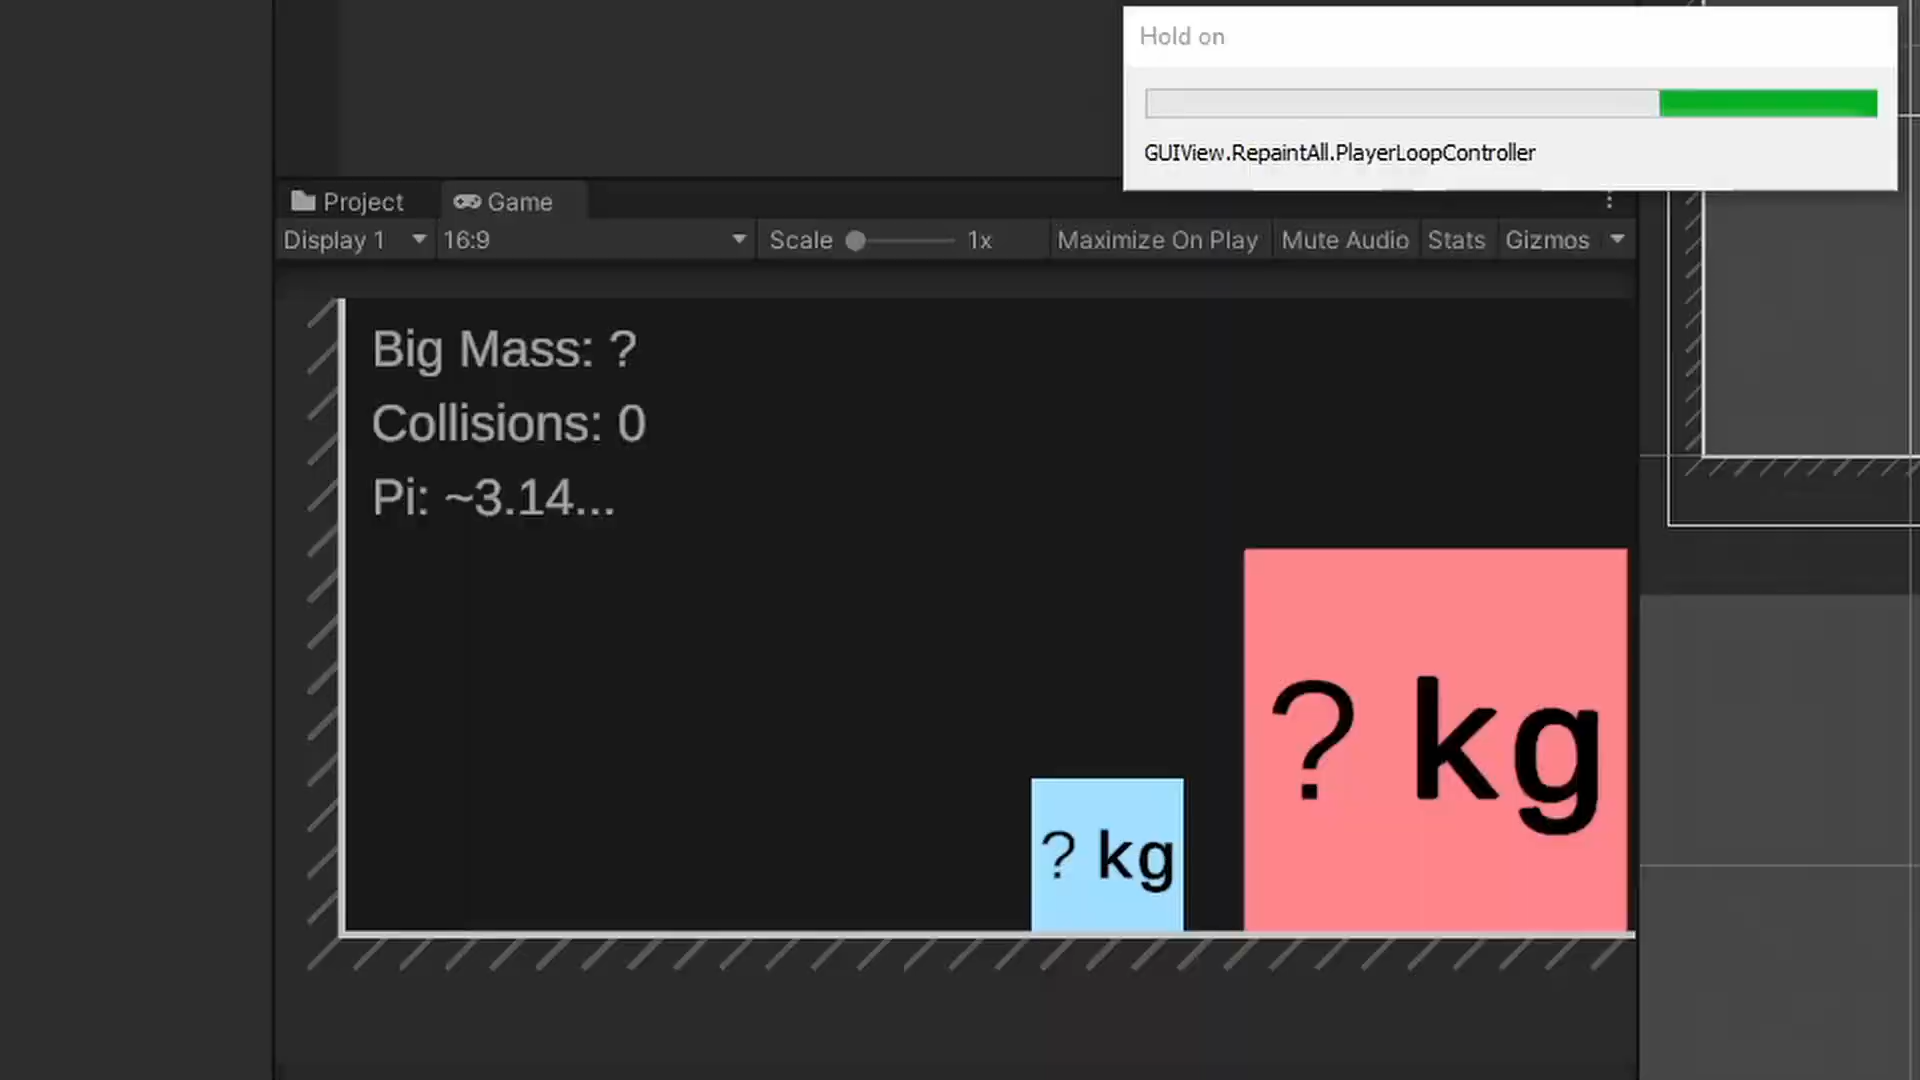 Hold on
GUIView.RepaintAll.PlayerLoopController
Project Game
Display 1 16:9 Scale 1x Maximize On Play Mute Audio Stats Gizmos
Big Mass: ?
Collisions: 0
Pi: ~3.14...
? kg
? kg